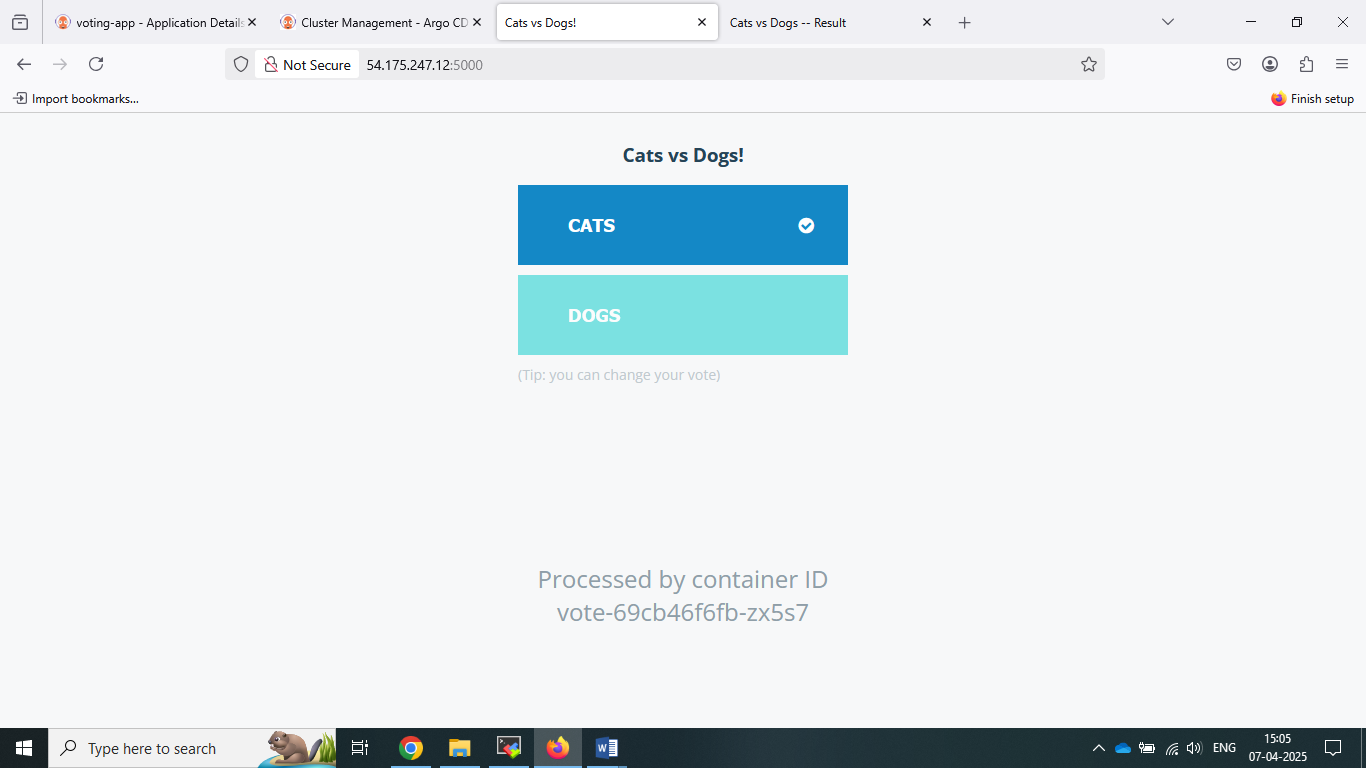 voting-app - Application Details
Cluster Management - Argo CD
Cats vs Dogs!
Cats vs Dogs -- Result
Not Secure
54.175.247.12:5000
Import bookmarks...
Finish setup
Cats vs Dogs!
CATS
DOGS
(Tip: you can change your vote)
Processed by container ID
vote-69cb46f6fb-zx5s7
Type here to search
ENG
15:05
07-04-2025